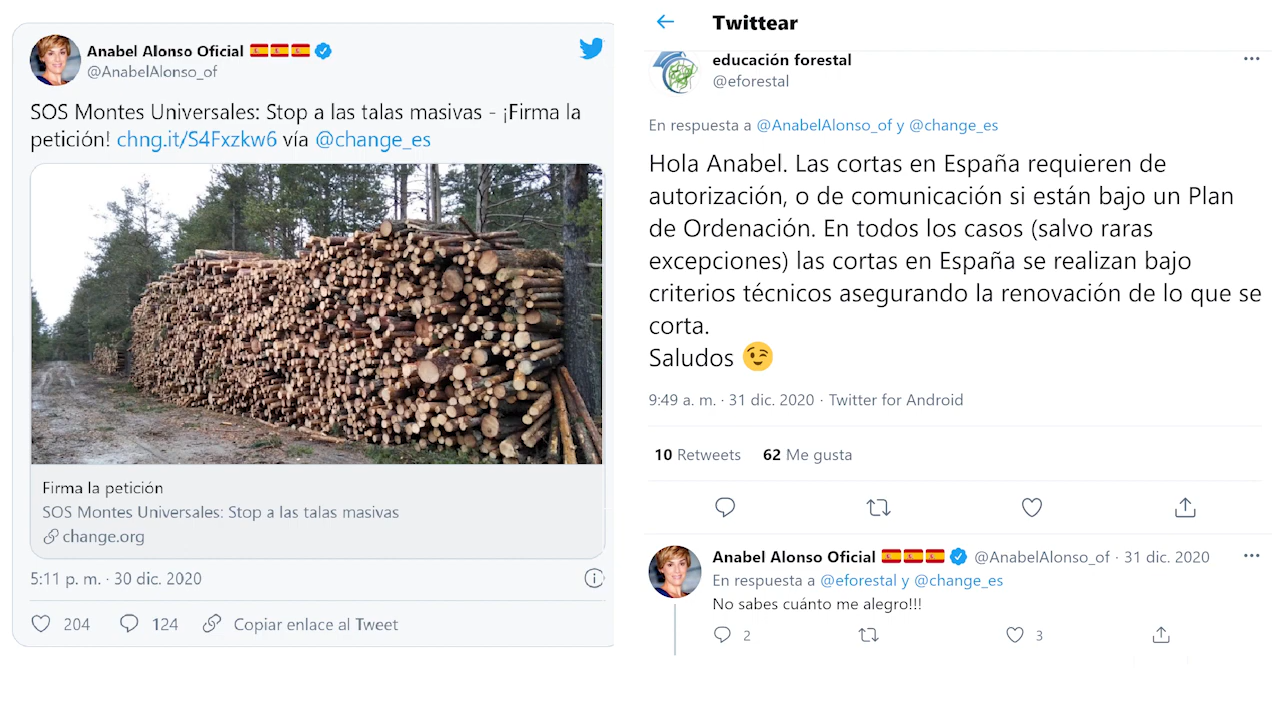 Anabel Alonso Oficial 🇪🇸🇪🇸🇪🇸
@AnabelAlonso_of
SOS Montes Universales: Stop a las talas masivas - ¡Firma la
petición! chng.it/S4Fxzkw6 vía @change_es
Firma la petición
SOS Montes Universales: Stop a las talas masivas
change.org
5:11 p. m. · 30 dic. 2020
204 124 Copiar enlace al Tweet
Twittear
educación forestal
@eforestal
En respuesta a @AnabelAlonso_of y @change_es
Hola Anabel. Las cortas en España requieren de
autorización, o de comunicación si están bajo un Plan
de Ordenación. En todos los casos (salvo raras
excepciones) las cortas en España se realizan bajo
criterios técnicos asegurando la renovación de lo que se
corta.
Saludos 😉
9:49 a. m. · 31 dic. 2020 · Twitter for Android
10 Retweets 62 Me gusta
Anabel Alonso Oficial 🇪🇸🇪🇸🇪🇸 @AnabelAlonso_of · 31 dic. 2020
En respuesta a @eforestal y @change_es
No sabes cuánto me alegro!!!
2 3